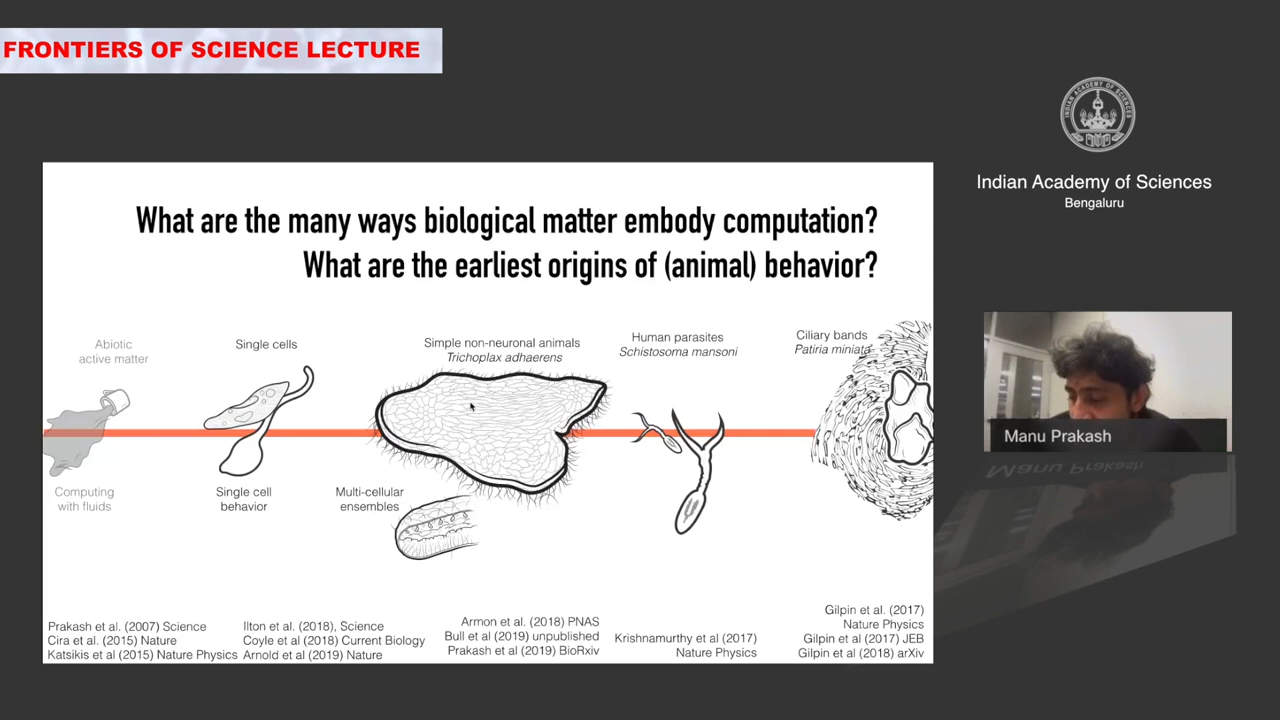 FRONTIERS OF SCIENCE LECTURE
INDIAN ACADEMY OF SCIENCES
Indian Academy of Sciences
Bengaluru
What are the many ways biological matter embody computation?
What are the earliest origins of (animal) behavior?
Abiotic
active matter
Single cells
Simple non-neuronal animals
Trichoplax adhaerens
Human parasites
Schistosoma mansoni
Ciliary bands
Patiria miniata
Computing
with fluids
Single cell
behavior
Multi-cellular
ensembles
Prakash et al. (2007) Science
Cira et al. (2015) Nature
Katsikis et al (2015) Nature Physics
Ilton et al. (2018), Science
Coyle et al (2018) Current Biology
Arnold et al (2019) Nature
Armon et al. (2018) PNAS
Bull et al (2019) unpublished
Prakash et al (2019) BioRxiv
Krishnamurthy et al (2017)
Nature Physics
Gilpin et al. (2017)
Nature Physics
Gilpin et al (2017) JEB
Gilpin et al (2018) arXiv
Manu Prakash
Manu Prakash